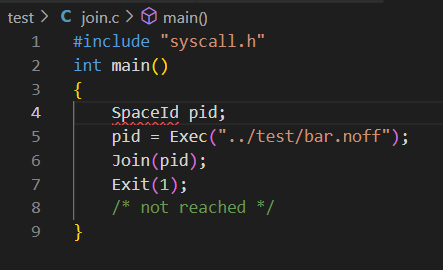 test > C join.c > main()
1 #include "syscall.h"
2 int main()
3 {
4     SpaceId pid;
5     pid = Exec("../test/bar.noff");
6     Join(pid);
7     Exit(1);
8     /* not reached */
9 }